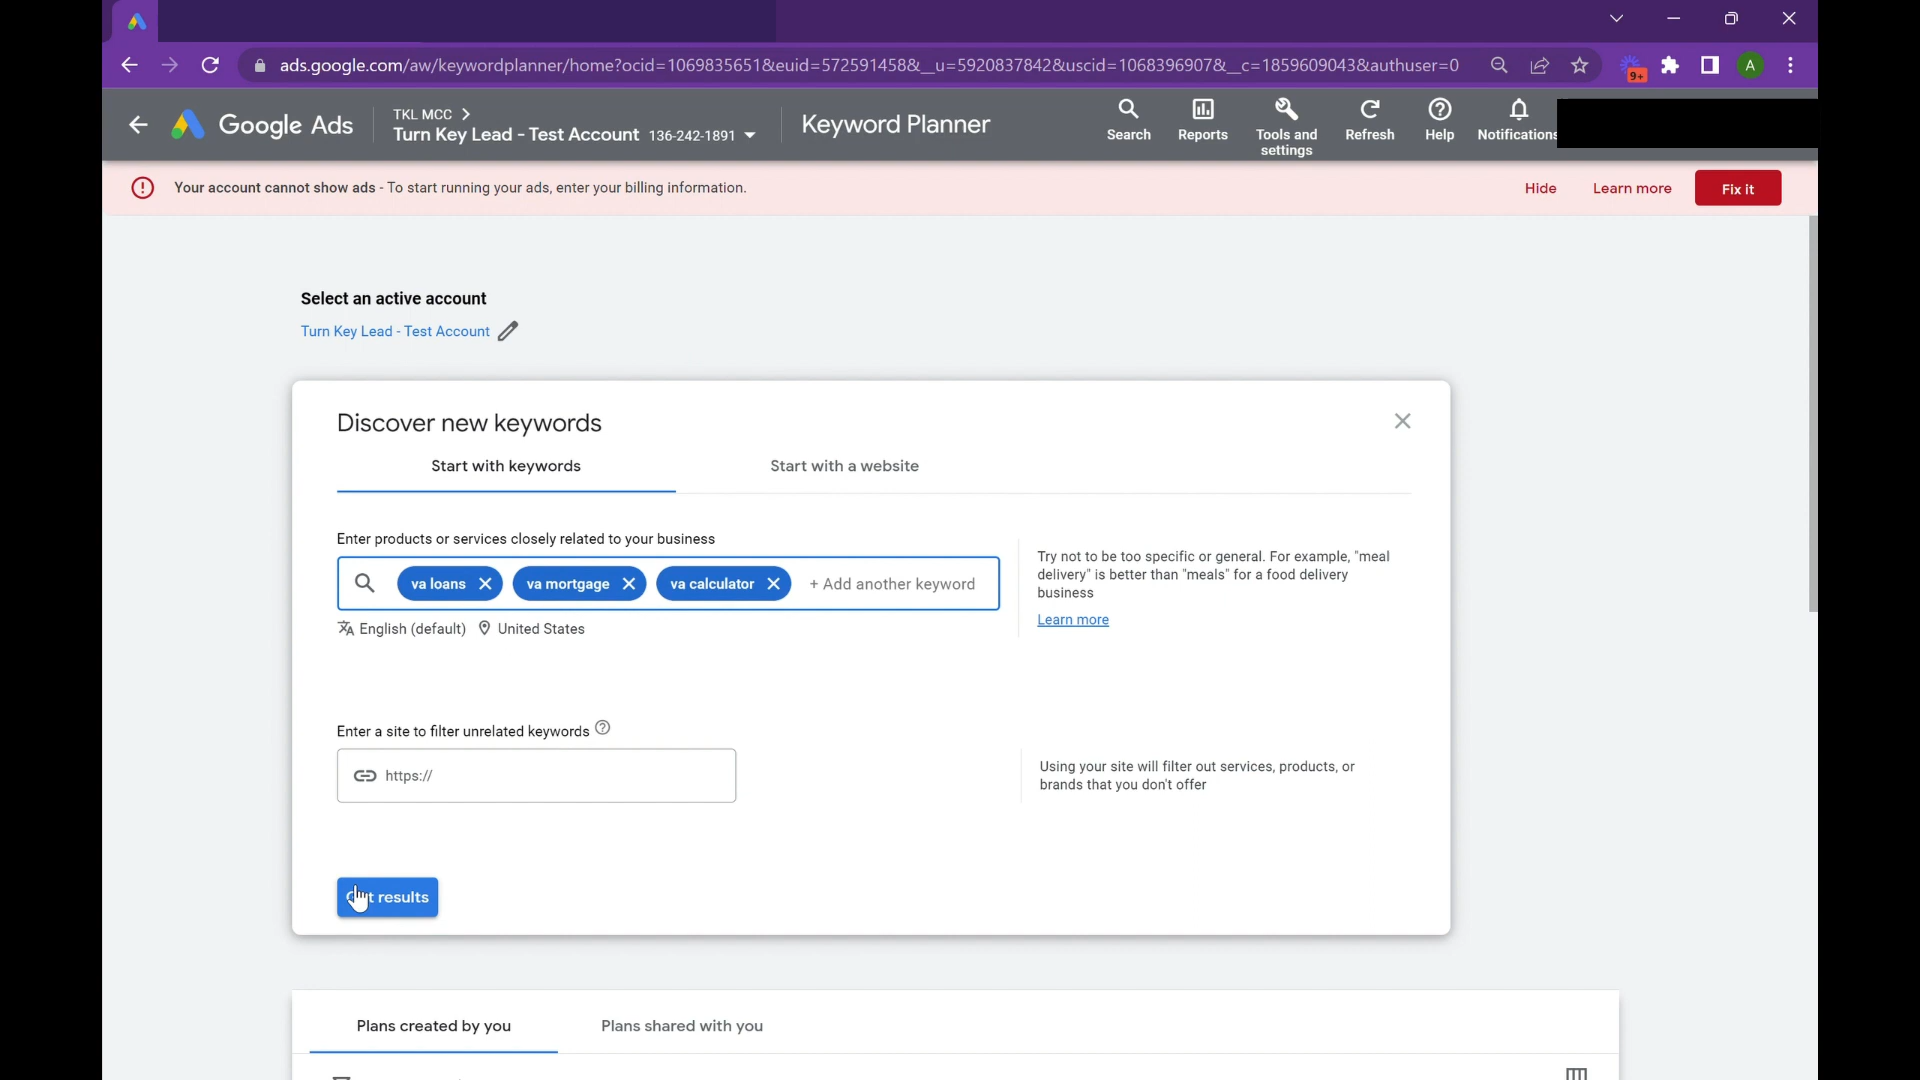 ads.google.com/aw/keywordplanner/home?ocid=1069835651&euid=572591458&__u=5920837842&uscid=1068396907&__c=1859609043&authuser=0
9+
A
Google Ads
TKL MCC
Turn Key Lead - Test Account 136-242-1891
Keyword Planner
Search
Reports
Tools and settings
Refresh
Help
Notifications
Your account cannot show ads - To start running your ads, enter your billing information.
Hide
Learn more
Fix it
Select an active account
Turn Key Lead - Test Account
Discover new keywords
Start with keywords
Start with a website
Enter products or services closely related to your business
va loans
va mortgage
va calculator
+ Add another keyword
English (default)
United States
Try not to be too specific or general. For example, "meal
delivery" is better than "meals" for a food delivery
business
Learn more
Enter a site to filter unrelated keywords
https://
Using your site will filter out services, products, or
brands that you don't offer
results
Plans created by you
Plans shared with you